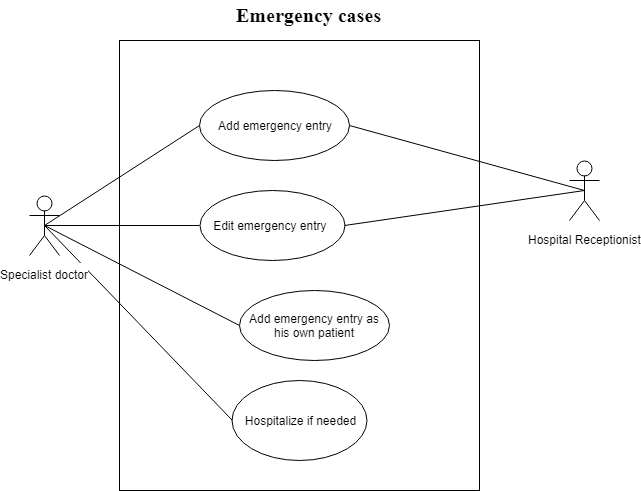 Emergency cases
Add emergency entry
Edit emergency entry
Hospital Receptionist
Specialist doctor
Add emergency entry as
his own patient
Hospitalize if needed